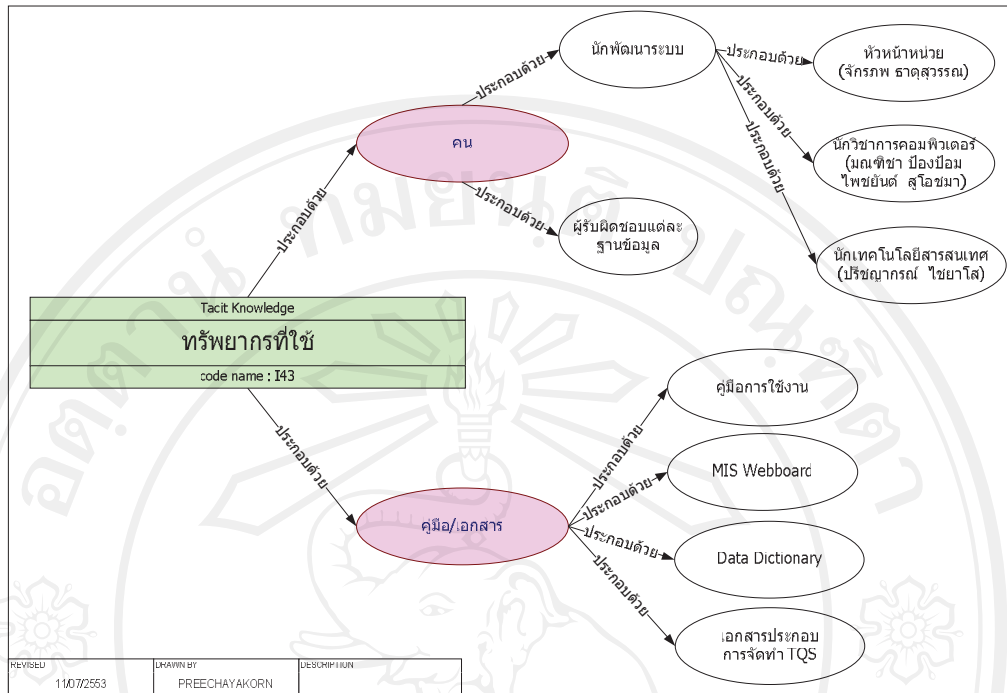 นักพัฒนาระบบ
ประกอบด้วย
หัวหน้าหน่วย
(จักรภพ ธาตุสุวรรณ)
ประกอบด้วย
ประกอบด้วย
ประกอบด้วย
คน
นักวิชาการคอมพิวเตอร์
(มณฑิชา ป้องป้อม
ไพชยันต์ สูโอชมา)
ประกอบด้วย
ประกอบด้วย
ผู้รับผิดชอบแต่ละ
ฐานข้อมูล
นักเทคโนโลยีสารสนเทศ
(ปรีชญากรณ์ ไชยาโส)
Tacit Knowledge
ทรัพยากรที่ใช้
code name : I43
ประกอบด้วย
คู่มือ/เอกสาร
ประกอบด้วย
คู่มือการใช้งาน
ประกอบด้วย
MIS Webboard
ประกอบด้วย
Data Dictionary
ประกอบด้วย
เอกสารประกอบ
การจัดทำ TQS
อตฺตานํ ทมยนฺติ ปณฺฑิตา
REVISED DRAWN BY DESCRIPTION
11/07/2553 PREECHAYAKORN